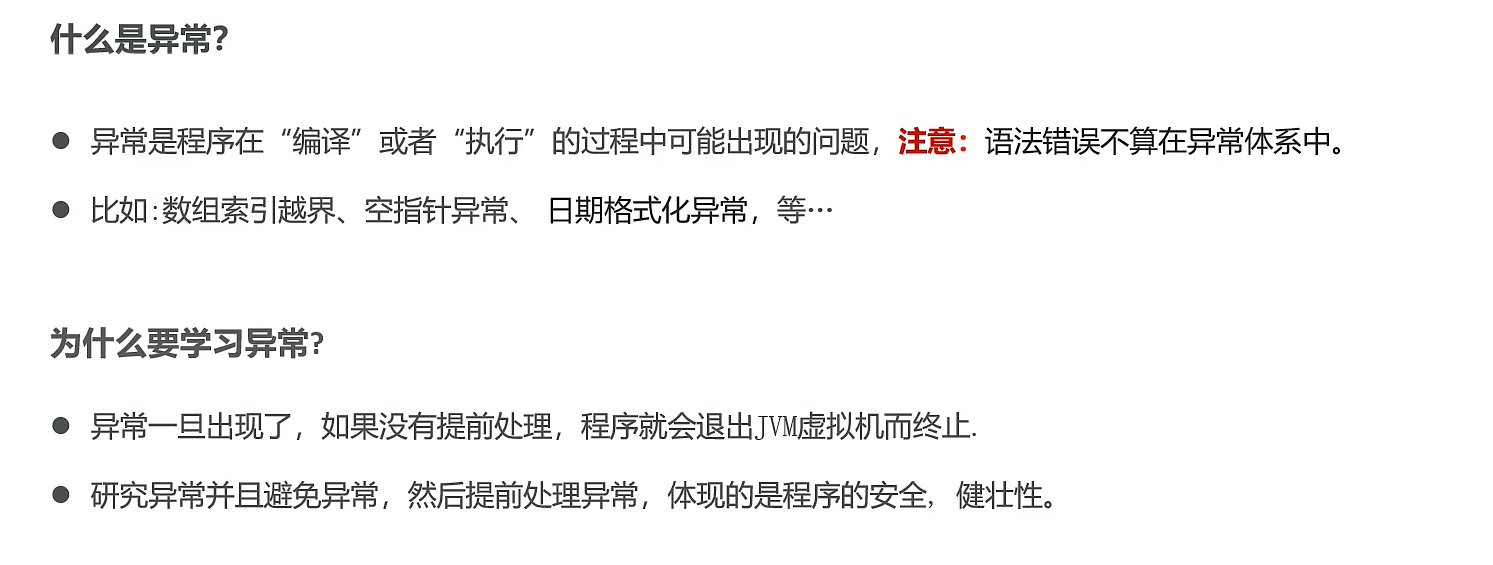 什么是异常?
● 异常是程序在“编译”或者“执行”的过程中可能出现的问题，注意：语法错误不算在异常体系中。
● 比如:数组索引越界、空指针异常、 日期格式化异常，等…
为什么要学习异常?
● 异常一旦出现了，如果没有提前处理，程序就会退出JVM虚拟机而终止.
● 研究异常并且避免异常，然后提前处理异常，体现的是程序的安全, 健壮性。